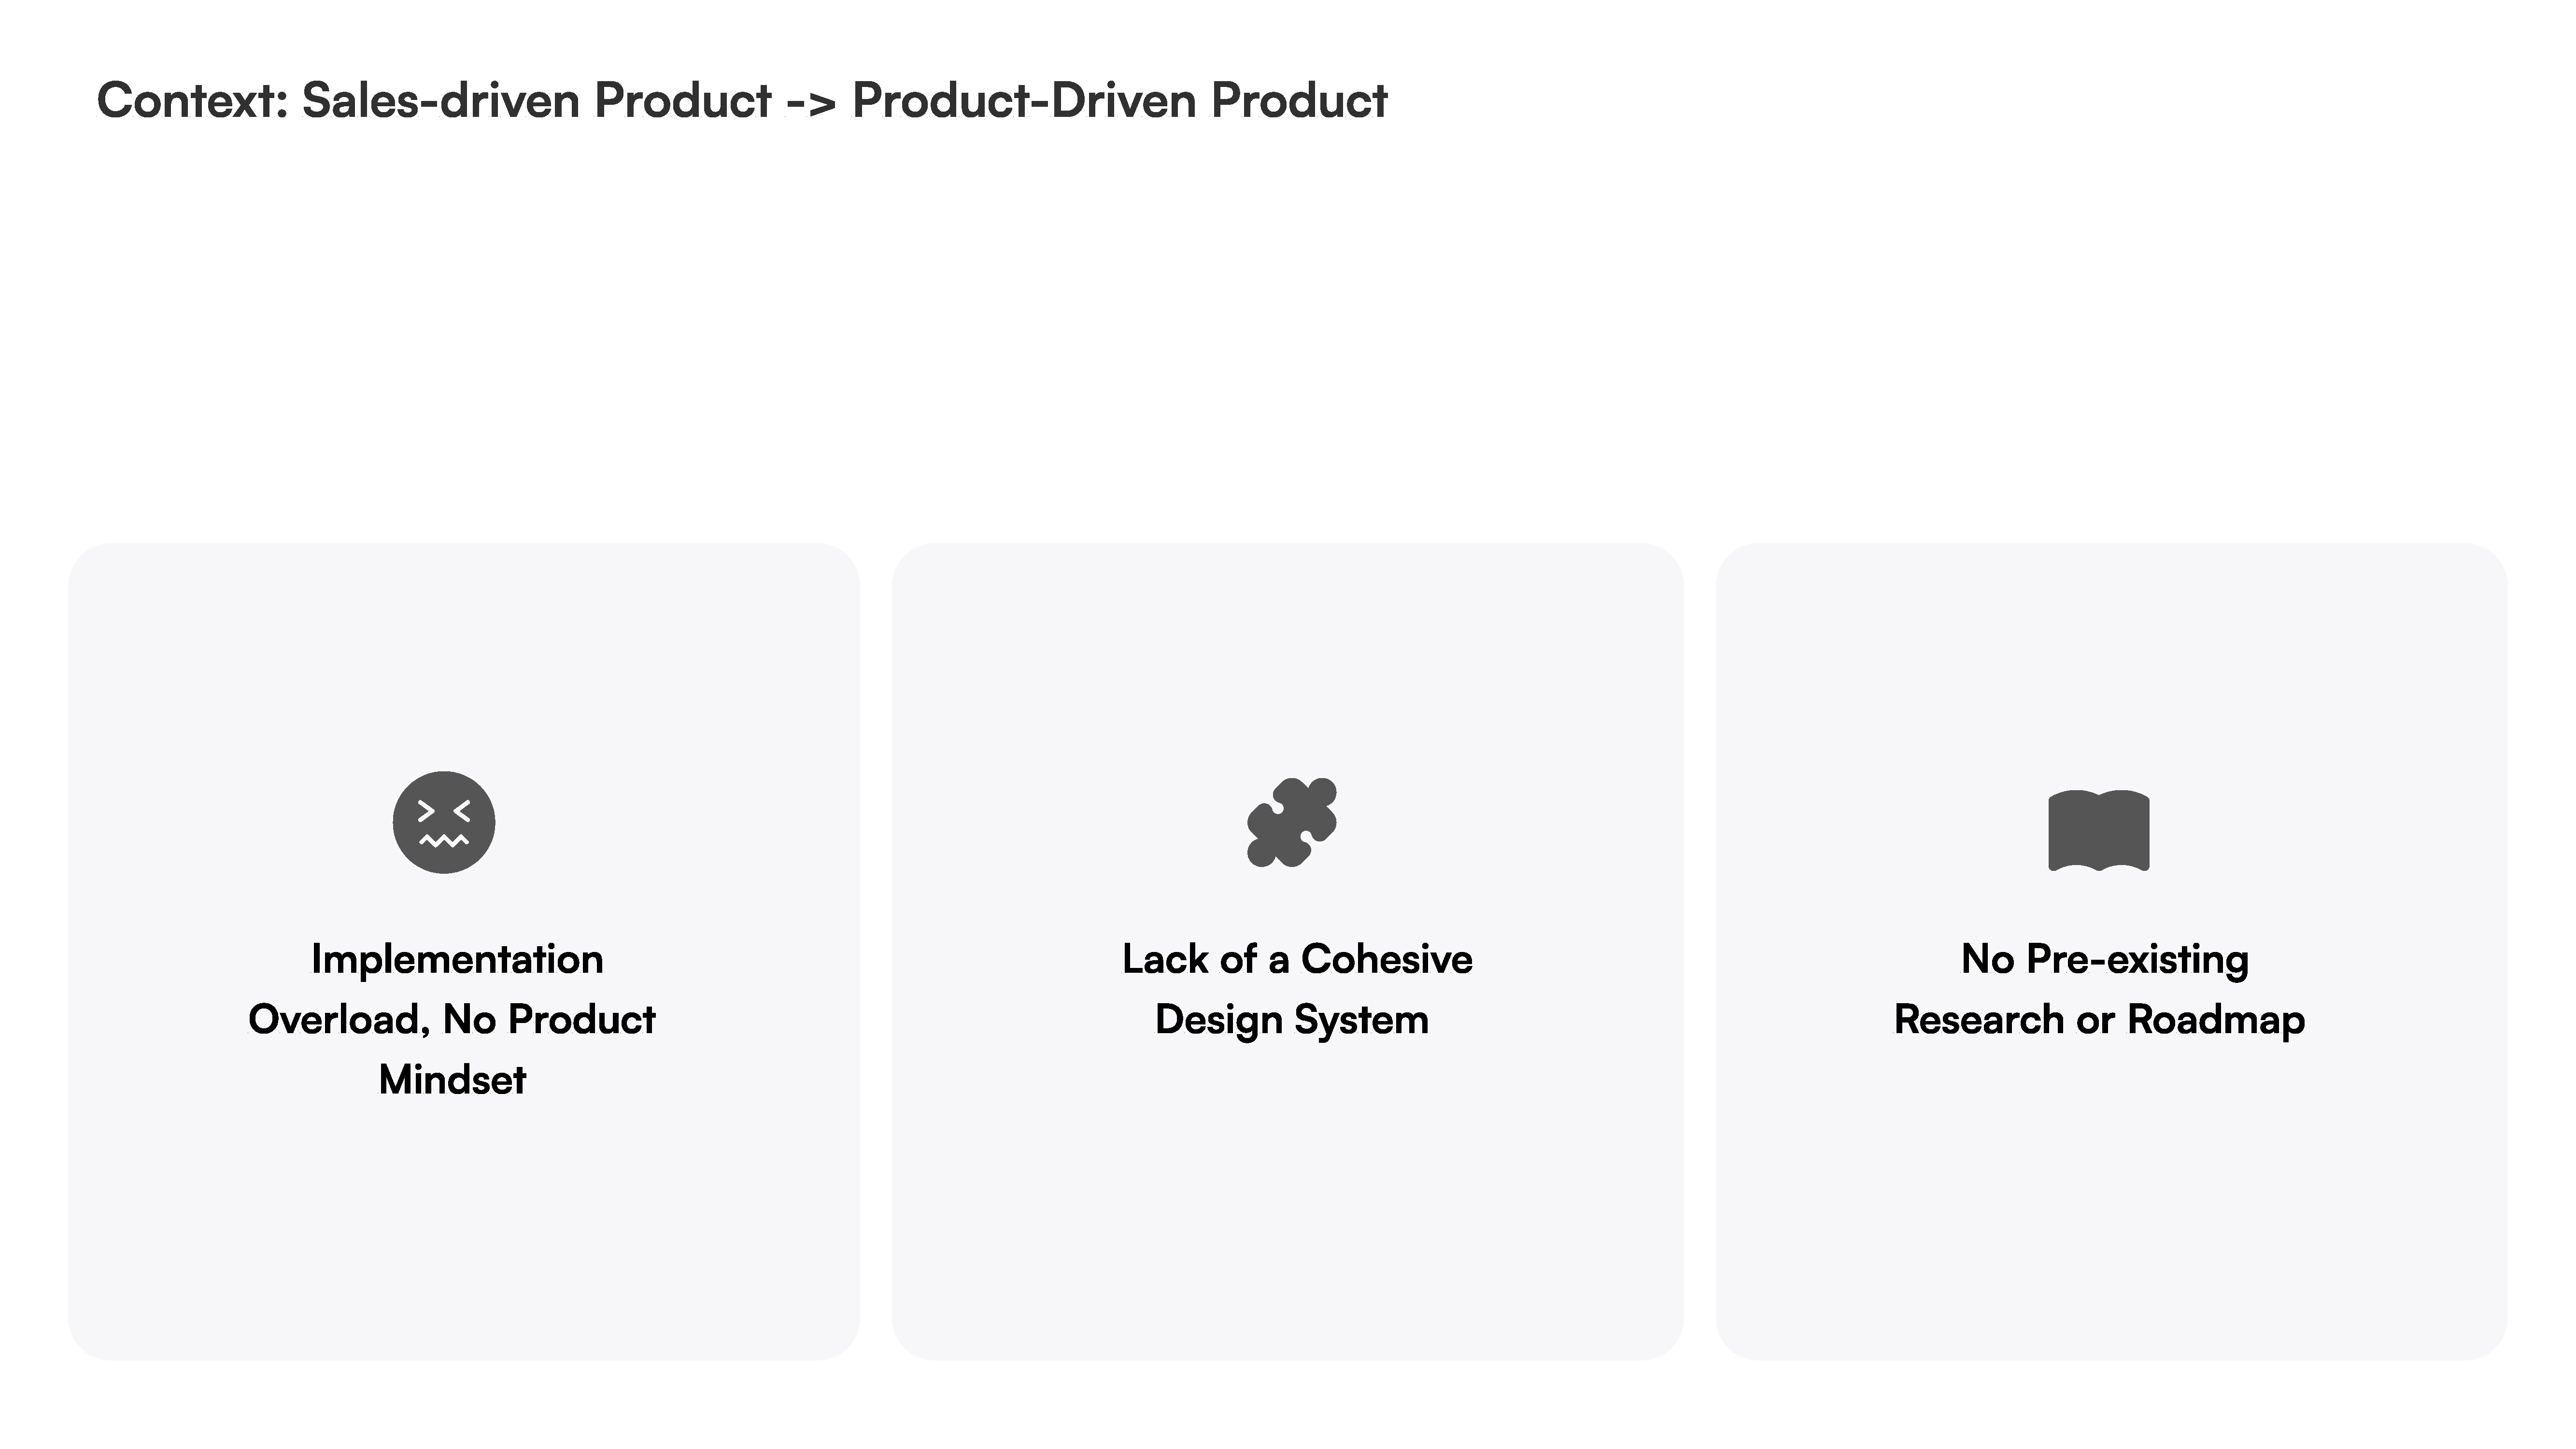 Context: Sales-driven Product -> Product-Driven Product
Implementation
Overload, No Product
Mindset
Lack of a Cohesive
Design System
No Pre-existing
Research or Roadmap